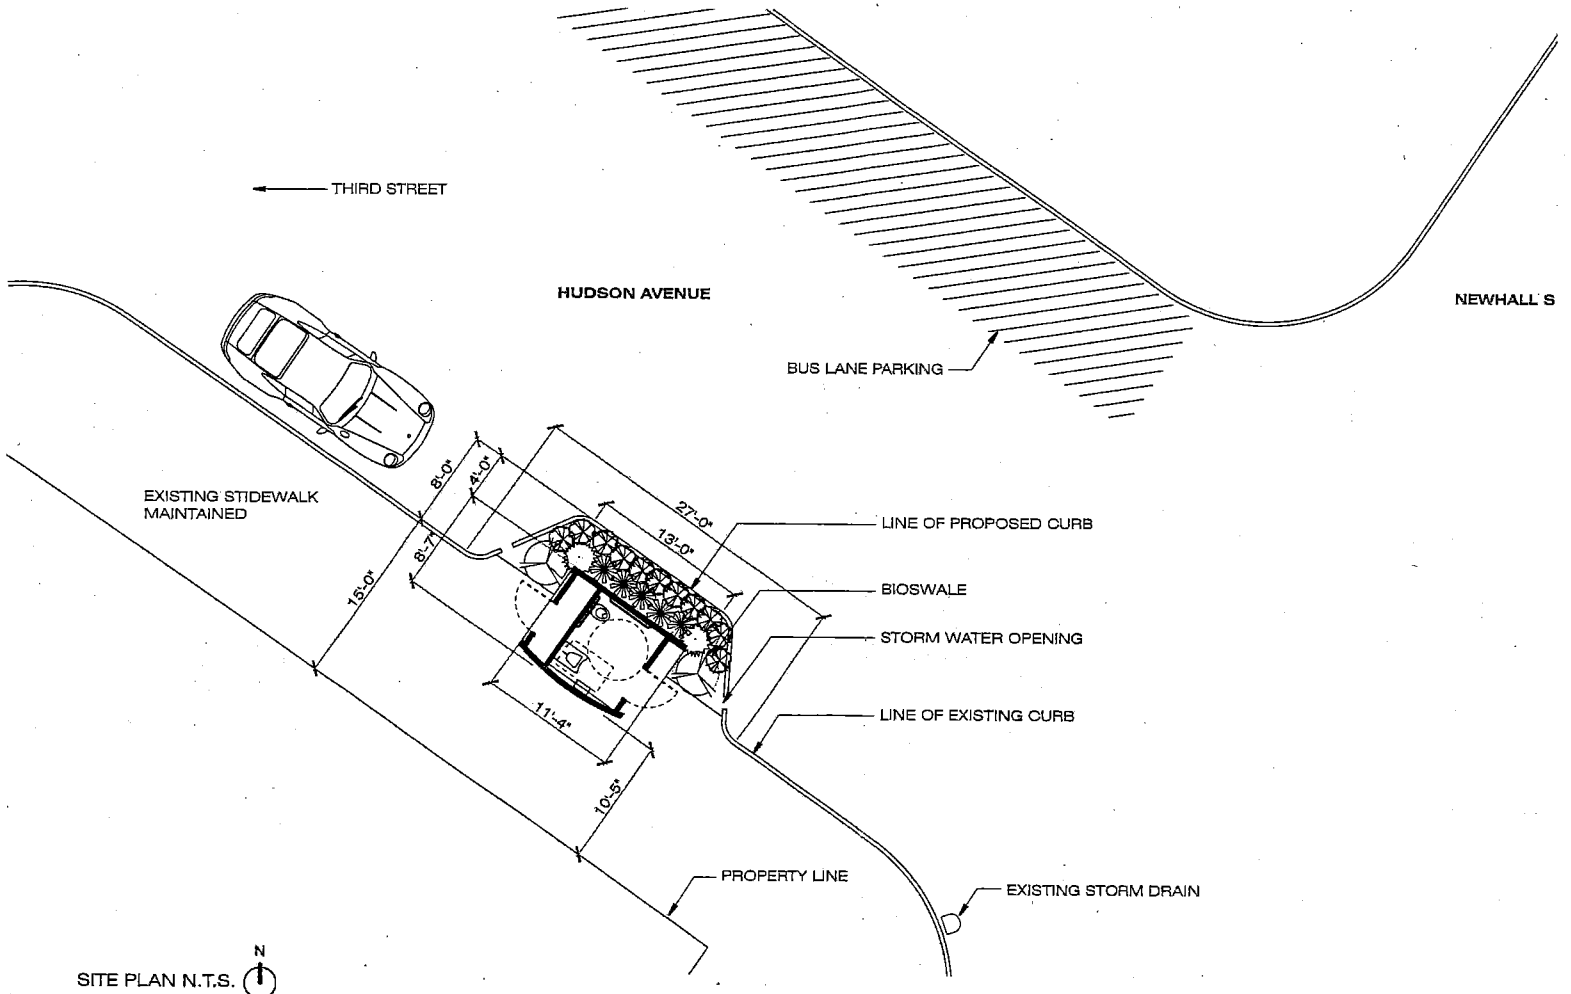 THIRD STREET
HUDSON AVENUE
NEWHALL S
BUS LANE PARKING
EXISTING STIDEWALK
MAINTAINED
8'-0"
4'-0"
27'-0"
13'-0"
8'-7"
15'-0"
LINE OF PROPOSED CURB
BIOSWALE
STORM WATER OPENING
LINE OF EXISTING CURB
11'-4"
10'-5"
PROPERTY LINE
EXISTING STORM DRAIN
N
SITE PLAN N.T.S.